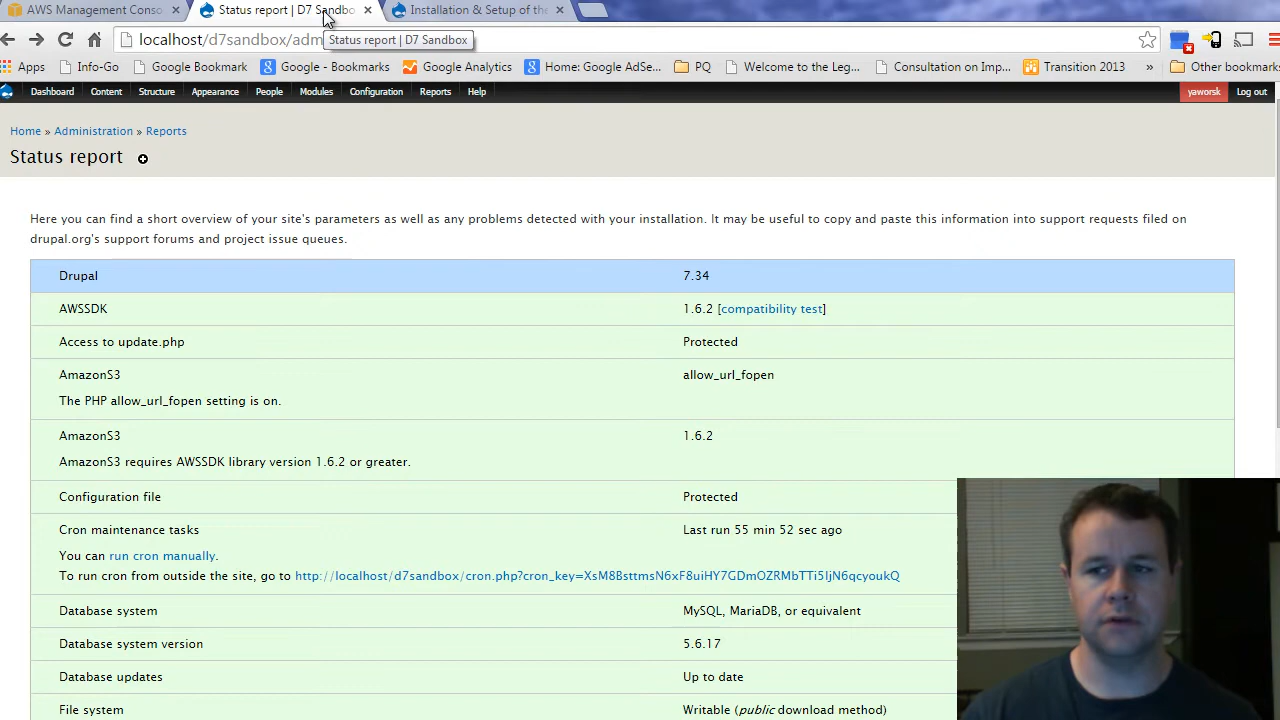 AWS Management Conso
Status report | D7 Sandbo
Installation & Setup of the
localhost/d7sandbox/adm
Status report | D7 Sandbox
Apps
Info-Go
Google Bookmark
Google - Bookmarks
Google Analytics
Home: Google AdSe...
PQ
Welcome to the Leg...
Consultation on Imp...
Transition 2013
»
Other bookmarks
Dashboard
Content
Structure
Appearance
People
Modules
Configuration
Reports
Help
yaworsk
Log out
Home » Administration » Reports
Status report
Here you can find a short overview of your site's parameters as well as any problems detected with your installation. It may be useful to copy and paste this information into support requests filed on
drupal.org's support forums and project issue queues.
Drupal 7.34
AWSSDK 1.6.2 [compatibility test]
Access to update.php Protected
AmazonS3 allow_url_fopen
The PHP allow_url_fopen setting is on.
AmazonS3 1.6.2
AmazonS3 requires AWSSDK library version 1.6.2 or greater.
Configuration file Protected
Cron maintenance tasks Last run 55 min 52 sec ago
You can run cron manually.
To run cron from outside the site, go to http://localhost/d7sandbox/cron.php?cron_key=XsM8BsttmsN6xF8uiHY7GDmOZRMbTTi5IjN6qcyoukQ
Database system MySQL, MariaDB, or equivalent
Database system version 5.6.17
Database updates Up to date
File system Writable (public download method)